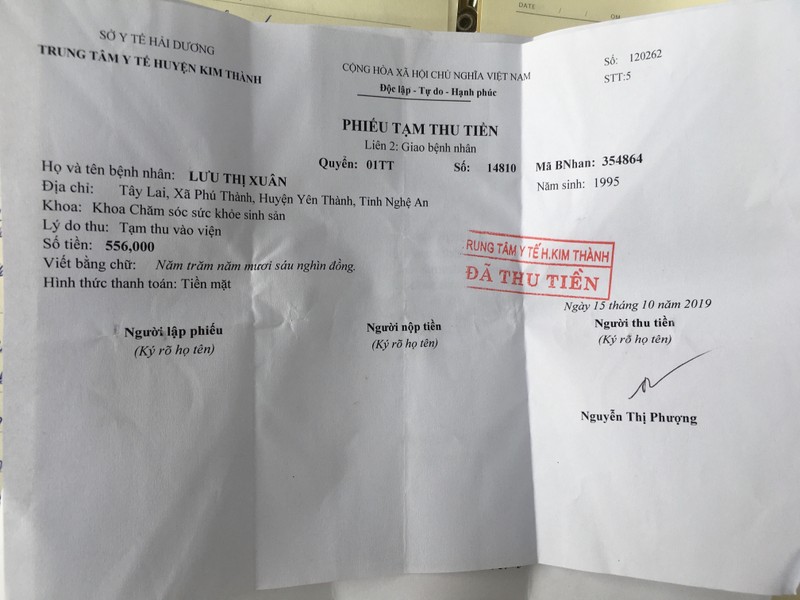 DATE
SỞ Y TẾ HẢI DƯƠNG
TRUNG TÂM Y TẾ HUYỆN KIM THÀNH
CỘNG HÒA XÃ HỘI CHỦ NGHĨA VIỆT NAM
Độc lập - Tự do - Hạnh phúc
Số: 120262
STT:5
PHIẾU TẠM THU TIỀN
Liên 2: Giao bệnh nhân
Quyển: 01TT Số: 14810
Mã BNhan: 354864
Năm sinh: 1995
Họ và tên bệnh nhân: LƯU THỊ XUÂN
Địa chỉ: Tây Lai, Xã Phú Thành, Huyện Yên Thành, Tỉnh Nghệ An
Khoa: Khoa Chăm sóc sức khỏe sinh sản
Lý do thu: Tạm thu vào viện
Số tiền: 556,000
Viết bằng chữ: Năm trăm năm mươi sáu nghìn đồng.
Hình thức thanh toán: Tiền mặt
RUNG TÂM Y TẾ H.KIM THÀNH
ĐÃ THU TIỀN
Ngày 15 tháng 10 năm 2019
Người lập phiếu
(Ký rõ họ tên)
Người nộp tiền
(Ký rõ họ tên)
Người thu tiền
(Ký rõ họ tên)
Nguyễn Thị Phượng